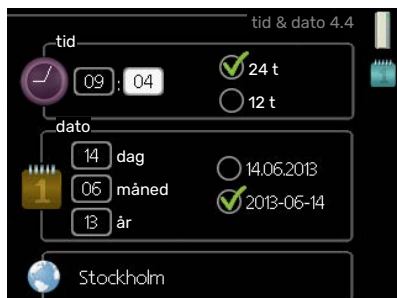 tid & dato 4.4
tid
09 : 04
24 t
12 t
dato
14 dag
06 måned
13 år
14.06.2013
2013-06-14
1
Stockholm